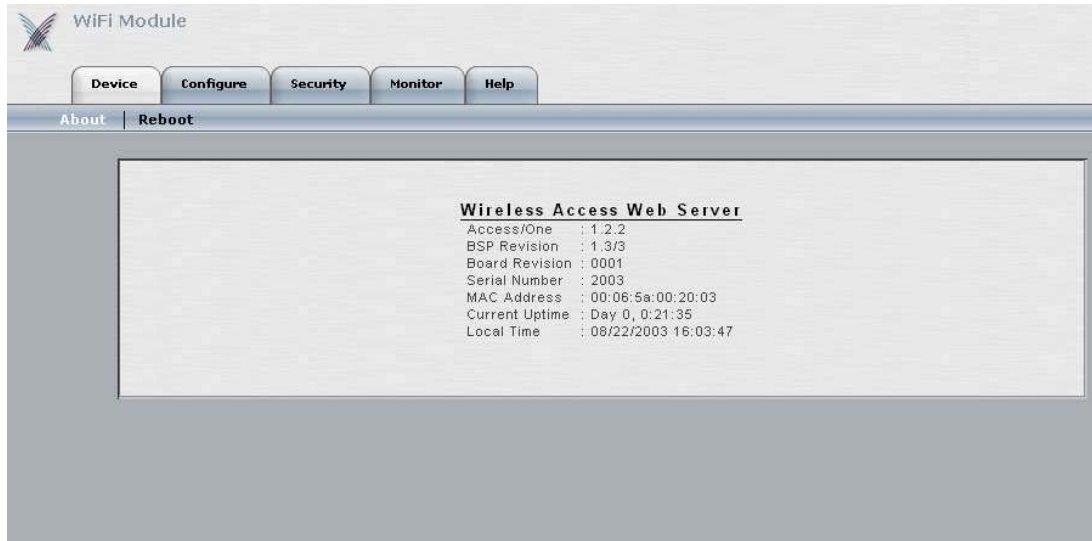 WiFi Module
Device Configure Security Monitor Help
About | Reboot
Wireless Access Web Server
Access/One : 1.2.2
BSP Revision : 1.3/3
Board Revision : 0001
Serial Number : 2003
MAC Address : 00:06:5a:00:20:03
Current Uptime : Day 0, 0:21:35
Local Time : 08/22/2003 16:03:47